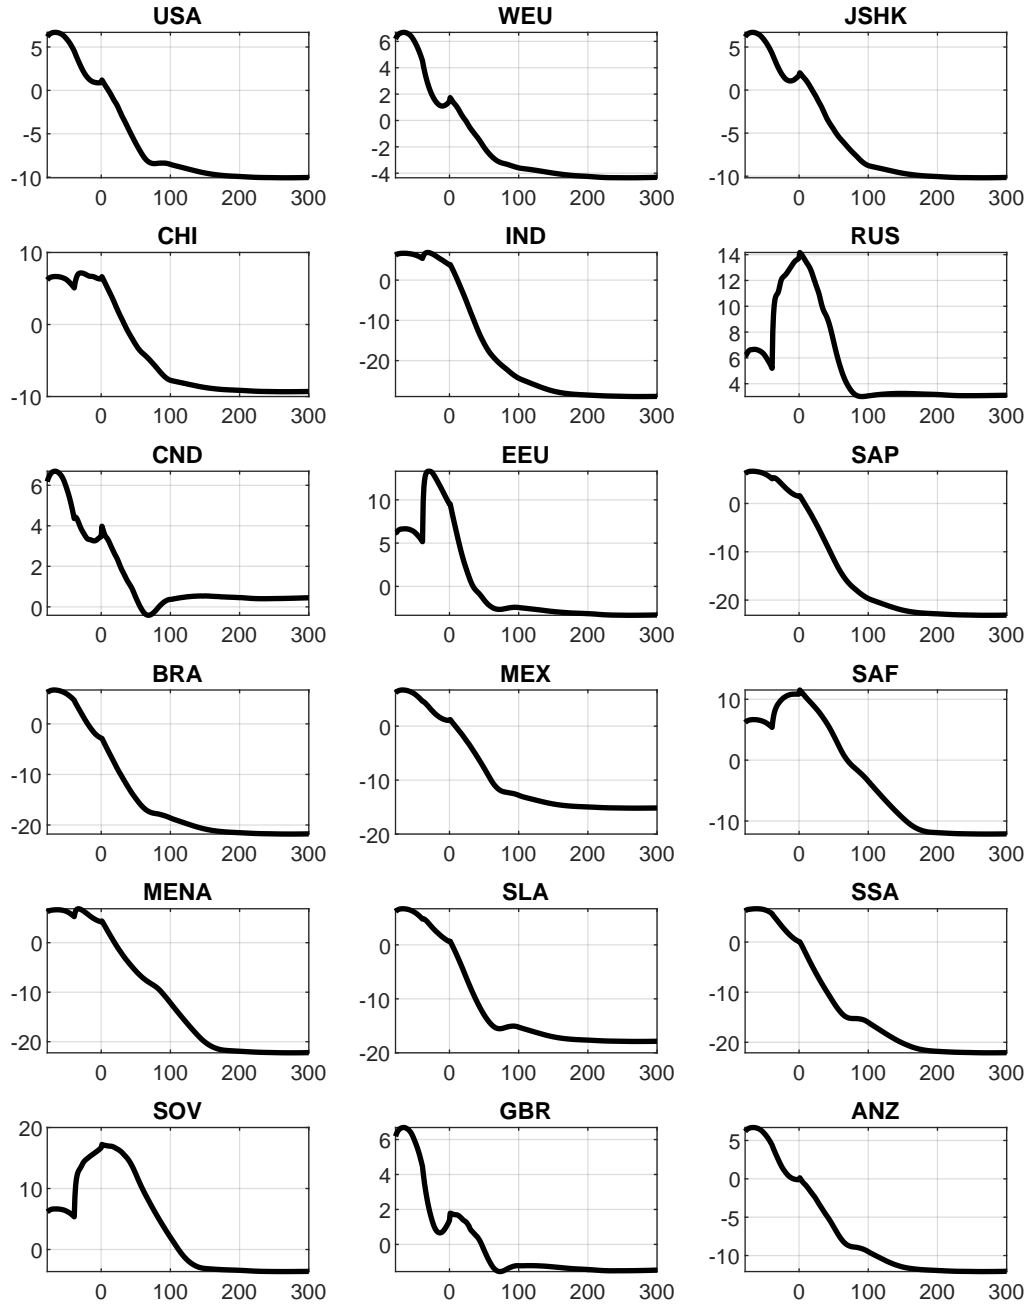 USA WEU JSHK
5 6 5
0 4 0
-5 2 -5
-10 0 -10
-2
-4
0 100 200 300 0 100 200 300 0 100 200 300
CHI IND RUS
10 0 14
0 -10 12
-10 -20 10
8
6
4
0 100 200 300 0 100 200 300 0 100 200 300
CND EEU SAP
6 10 0
4 5 -10
2 0 -20
0
0 100 200 300 0 100 200 300 0 100 200 300
BRA MEX SAF
0 0 10
-10 -10 0
-20 -20 -10
0 100 200 300 0 100 200 300 0 100 200 300
MENA SLA SSA
0 0 0
-10 -10 -10
-20 -20 -20
0 100 200 300 0 100 200 300 0 100 200 300
SOV GBR ANZ
20 6 5
10 4 0
0 2 -5
0 -10
0 100 200 300 0 100 200 300 0 100 200 300